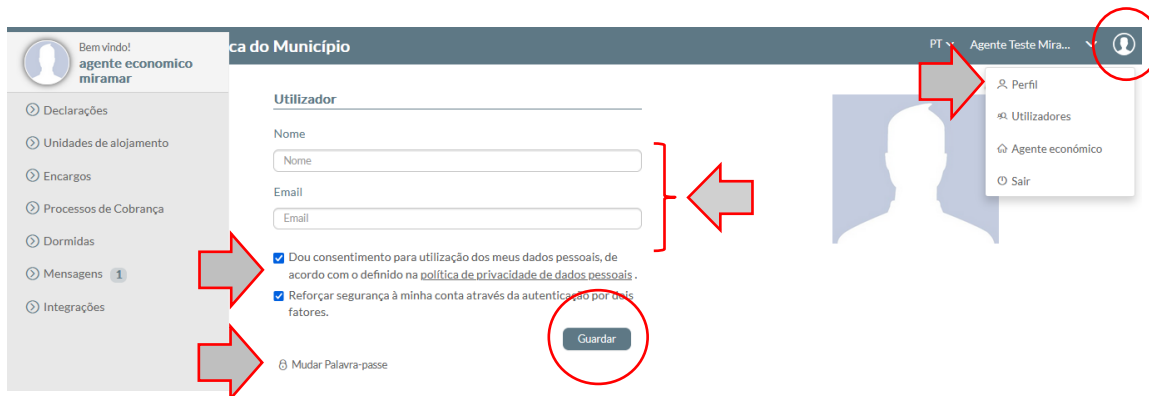 Bem vindo!
agente economico
miramar
ca do Município
PT
Agente Teste Mira...
Declarações
Unidades de alojamento
Encargos
Processos de Cobrança
Dormidas
Mensagens 1
Integrações
Utilizador
Nome
Nome
Email
Email
Dou consentimento para utilização dos meus dados pessoais, de
acordo com o definido na política de privacidade de dados pessoais .
Reforçar segurança à minha conta através da autenticação por dois
fatores.
Guardar
Mudar Palavra-passe
Perfil
Utilizadores
Agente económico
Sair